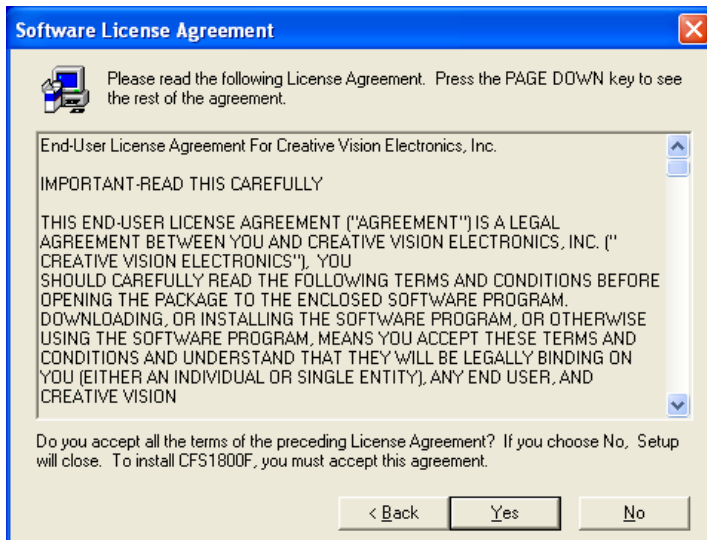 Software License Agreement
Please read the following License Agreement.  Press the PAGE DOWN key to see
the rest of the agreement.
End-User License Agreement For Creative Vision Electronics, Inc.
IMPORTANT-READ THIS CAREFULLY
THIS END-USER LICENSE AGREEMENT ("AGREEMENT") IS A LEGAL
AGREEMENT BETWEEN YOU AND CREATIVE VISION ELECTRONICS, INC. ("
CREATIVE VISION ELECTRONICS"), YOU
SHOULD CAREFULLY READ THE FOLLOWING TERMS AND CONDITIONS BEFORE
OPENING THE PACKAGE TO THE ENCLOSED SOFTWARE PROGRAM.
DOWNLOADING, OR INSTALLING THE SOFTWARE PROGRAM, OR OTHERWISE
USING THE SOFTWARE PROGRAM, MEANS YOU ACCEPT THESE TERMS AND
CONDITIONS AND UNDERSTAND THAT THEY WILL BE LEGALLY BINDING ON
YOU (EITHER AN INDIVIDUAL OR SINGLE ENTITY), ANY END USER, AND
CREATIVE VISION
Do you accept all the terms of the preceding License Agreement?  If you choose No,  Setup
will close.  To install CFS1800F, you must accept this agreement.
< Back
Yes
No